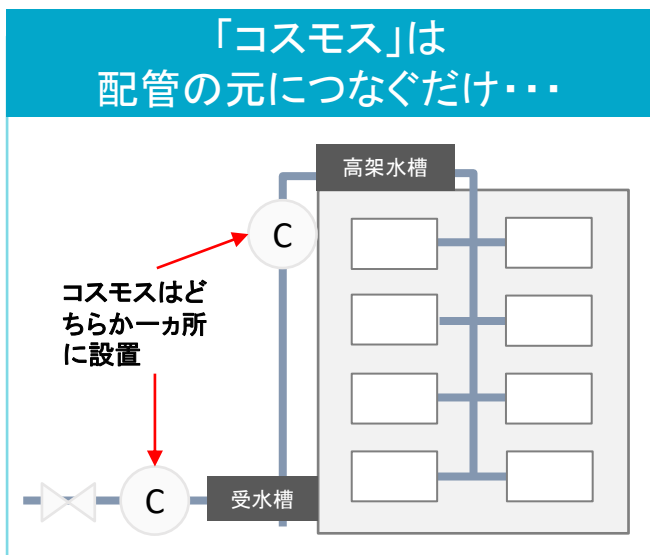 「コスモス」は
配管の元につなぐだけ・・・
高架水槽
C
コスモスはど
ちらか一ヵ所
に設置
C
受水槽